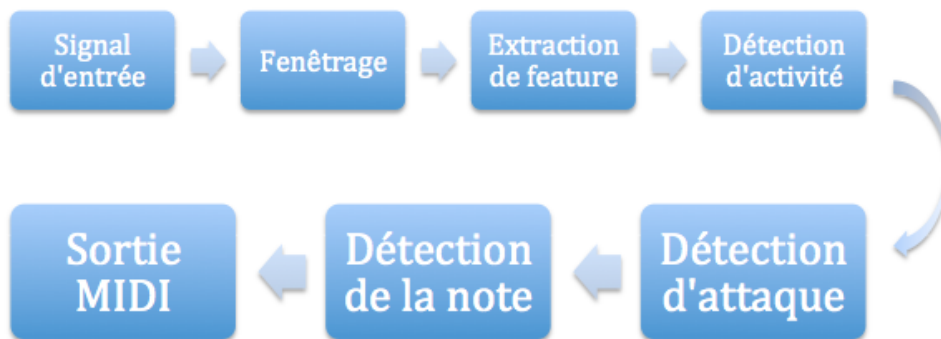 Signal
d'entrée
Fenêtrage
Extraction
de feature
Détection
d'activité
Détection
d'attaque
Détection
de la note
Sortie
MIDI